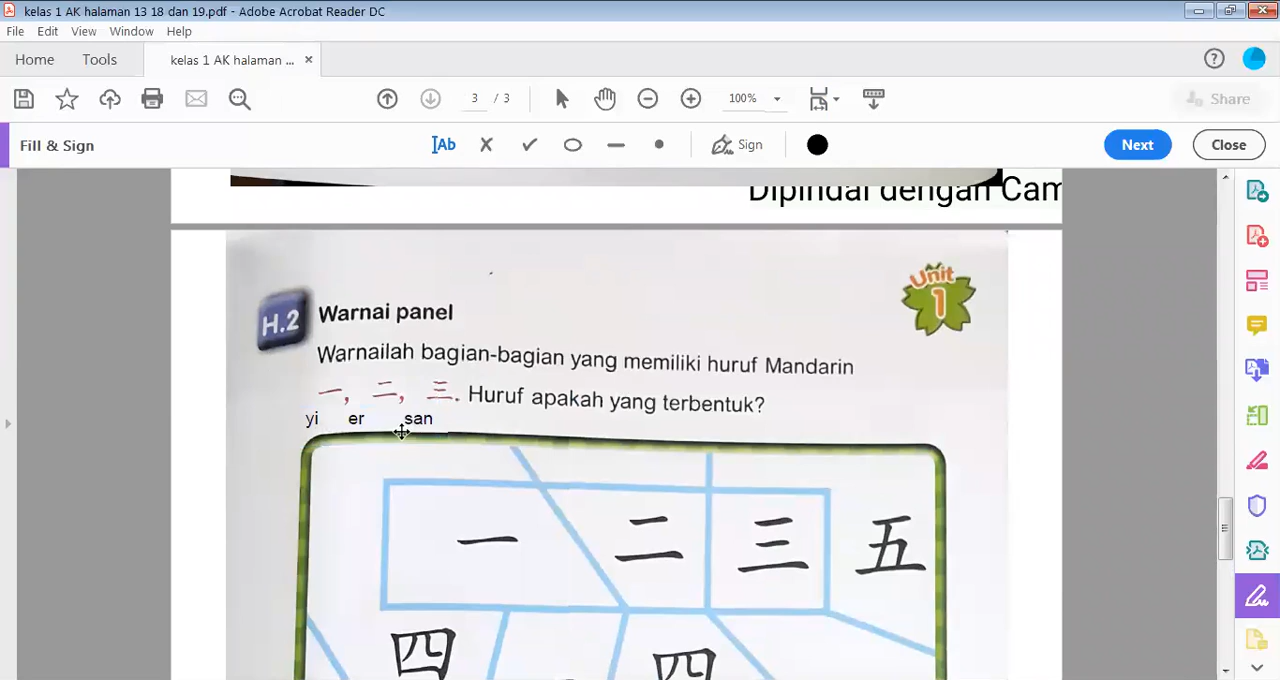 kelas 1 AK halaman 13 18 dan 19.pdf - Adobe Acrobat Reader DC
File Edit View Window Help
Home Tools kelas 1 AK halaman ... ×
3 / 3 100% Share
Fill & Sign Ab Sign Next Close
Dipindai dengan Cam
Unit
1
H.2 Warnai panel
Warnailah bagian-bagian yang memiliki huruf Mandarin
一, 二, 三. Huruf apakah yang terbentuk?
yi er san
一 二 三 五
四 四